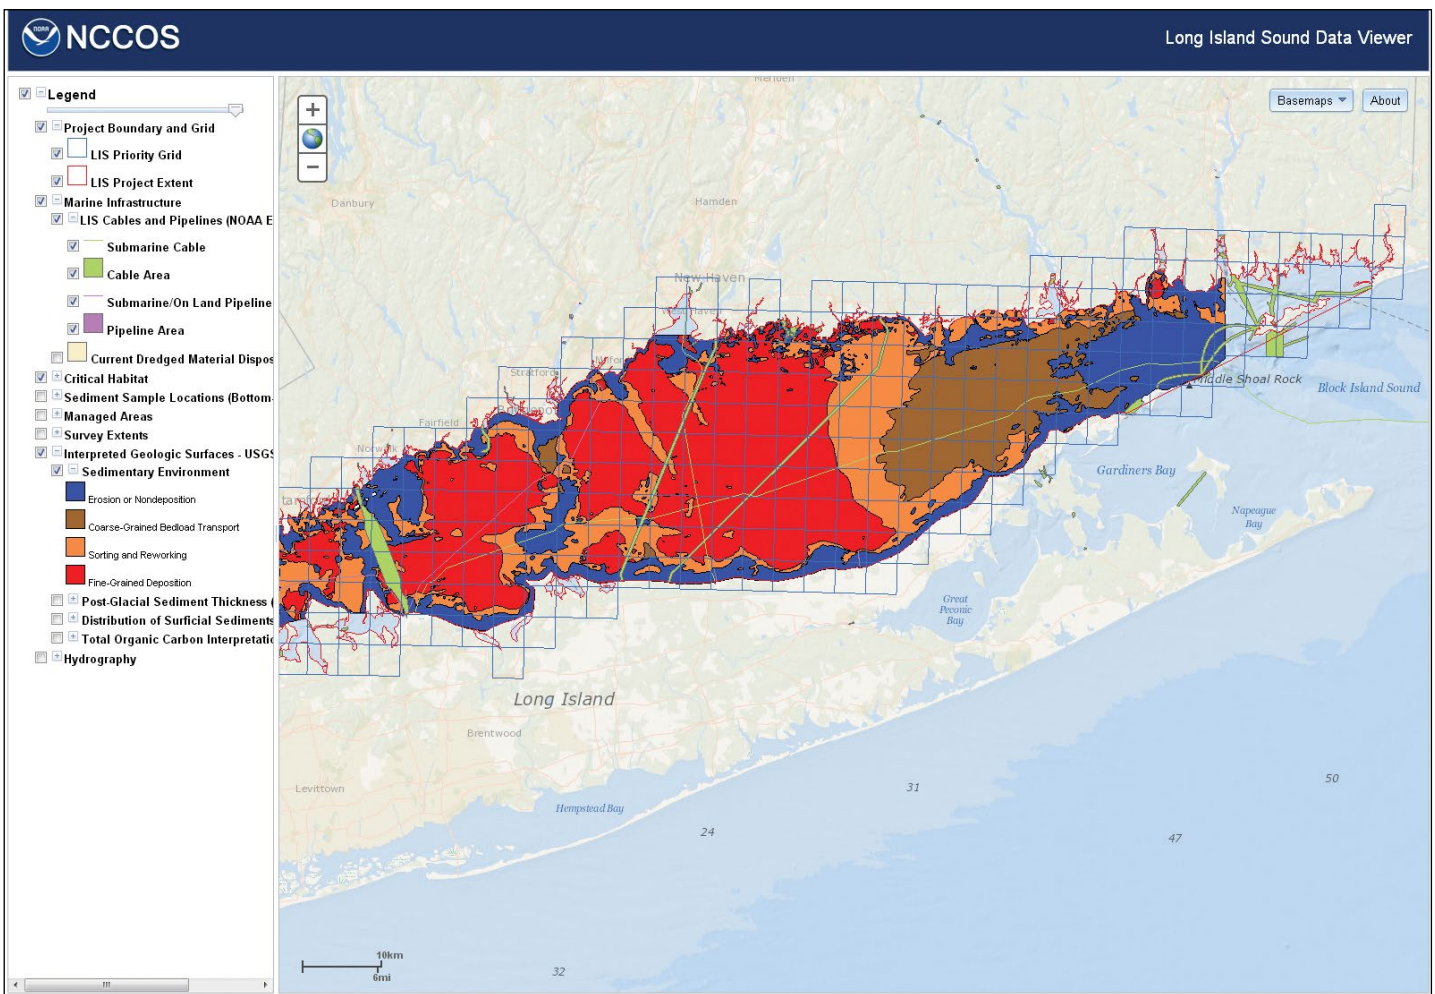 NOAA
NCCOS
Long Island Sound Data Viewer
Legend
Project Boundary and Grid
LIS Priority Grid
LIS Project Extent
Marine Infrastructure
LIS Cables and Pipelines (NOAA E
Submarine Cable
Cable Area
Submarine/On Land Pipeline
Pipeline Area
Current Dredged Material Dispos
Critical Habitat
Sediment Sample Locations (Bottom-
Managed Areas
Survey Extents
Interpreted Geologic Surfaces - USGS
Sedimentary Environment
Erosion or Nondeposition
Coarse-Grained Bedload Transport
Sorting and Reworking
Fine-Grained Deposition
Post-Glacial Sediment Thickness (
Distribution of Surficial Sediments
Total Organic Carbon Interpretatio
Hydrography
+
−
Basemaps
About
Meriden
Danbury
Hamden
New Haven
West Haven
Milford
Stratford
Fairfield
Norwalk
Middle Shoal Rock
Block Island Sound
Gardiners Bay
Napeague
Bay
Great
Peconic
Bay
Long Island
Brentwood
Levittown
Hempstead Bay
50
31
24
47
32
10km
6mi